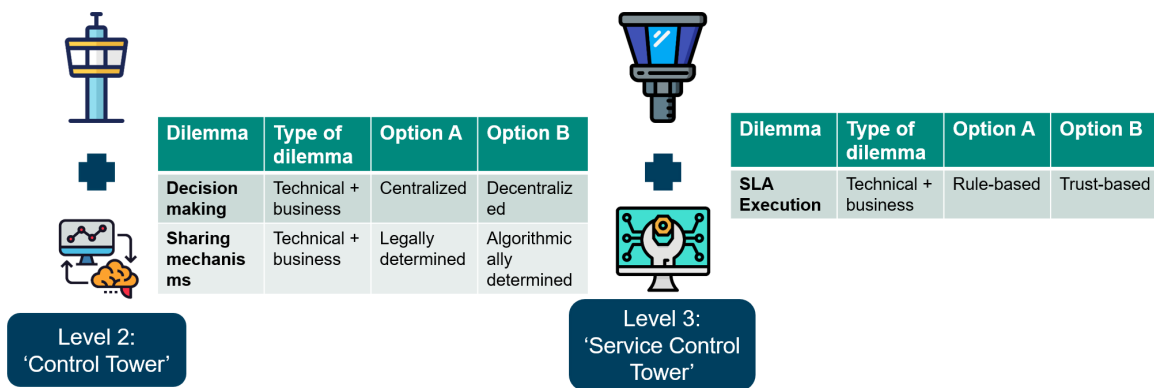 Dilemma Type of dilemma Option A Option B
Decision making Technical + business Centralized Decentraliz ed
Sharing mechanis ms Technical + business Legally determined Algorithmic ally determined
Level 2:
‘Control Tower’
Dilemma Type of dilemma Option A Option B
SLA Execution Technical + business Rule-based Trust-based
Level 3:
‘Service Control
Tower’